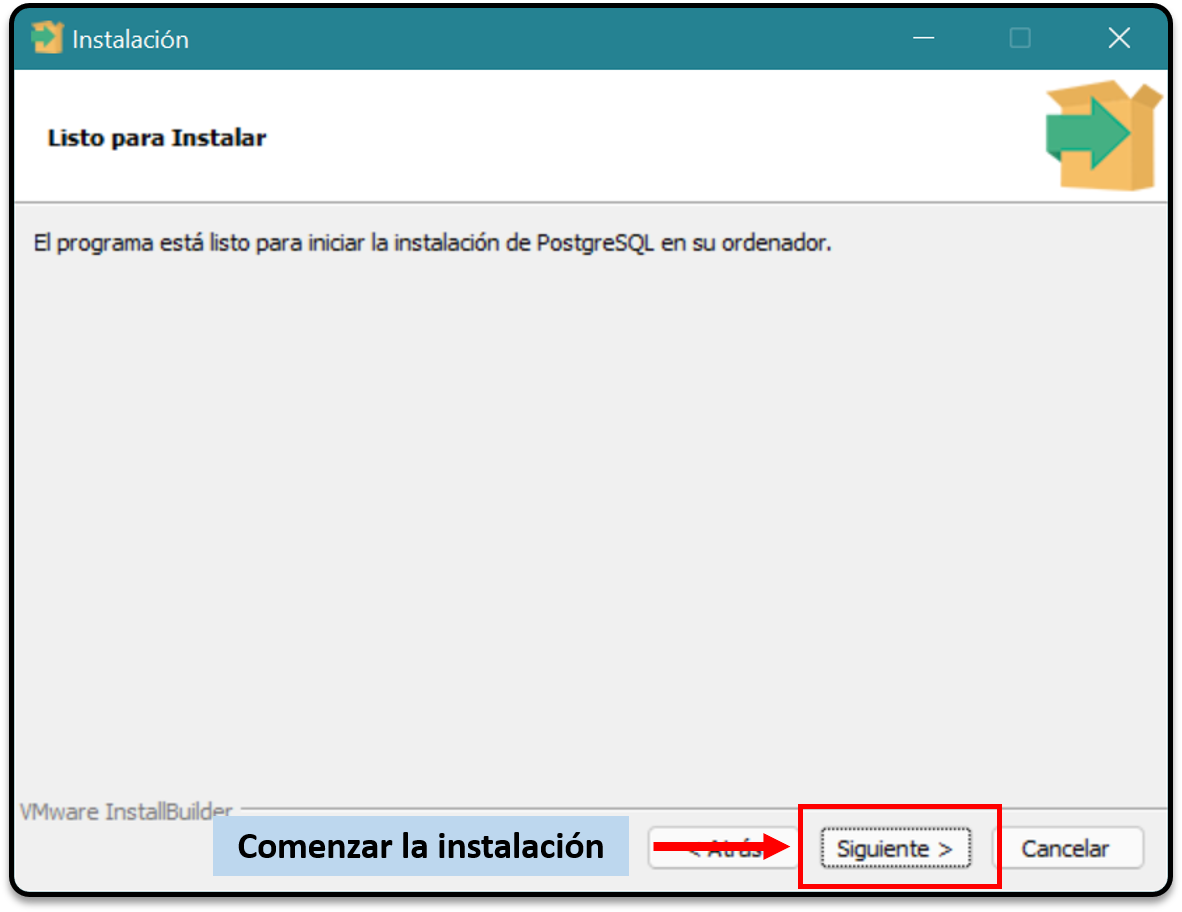 Instalación
Listo para Instalar
El programa está listo para iniciar la instalación de PostgreSQL en su ordenador.
VMware InstallBuilder
Comenzar la instalación
< Atrás
Siguiente >
Cancelar